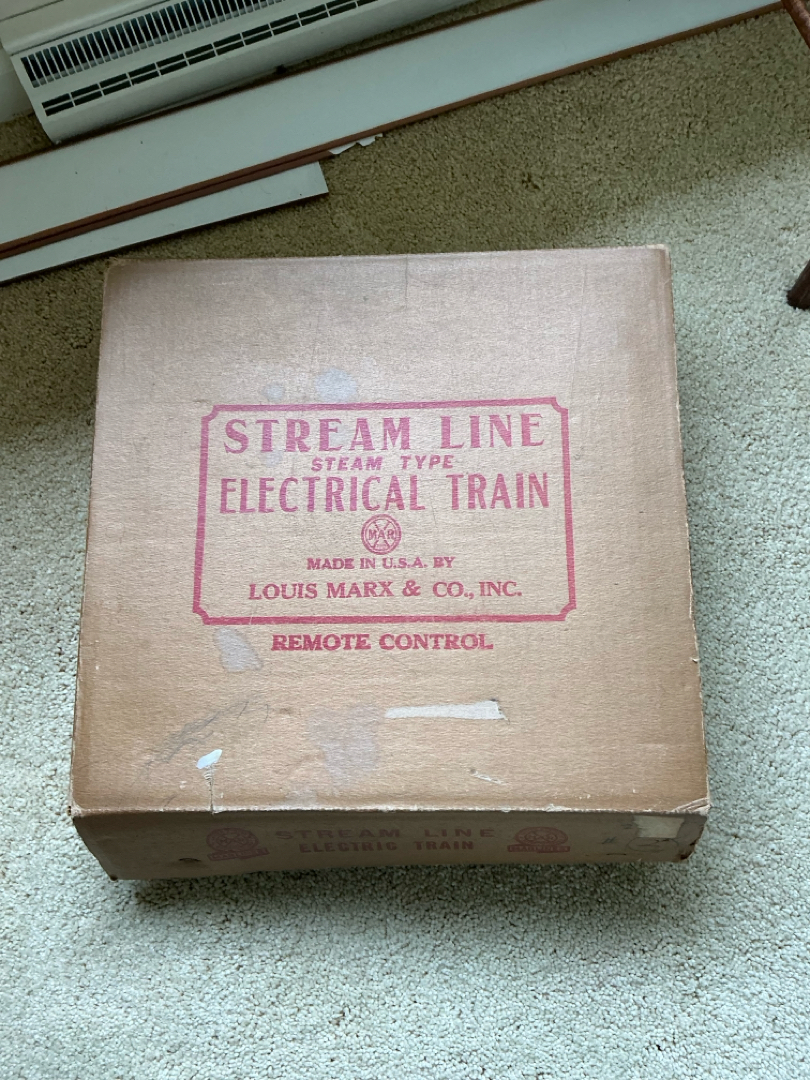 STREAM LINE
STEAM TYPE
ELECTRICAL TRAIN
MAR
MADE IN U.S.A. BY
LOUIS MARX & CO., INC.
REMOTE CONTROL
STREAM LINE
ELECTRIC TRAIN